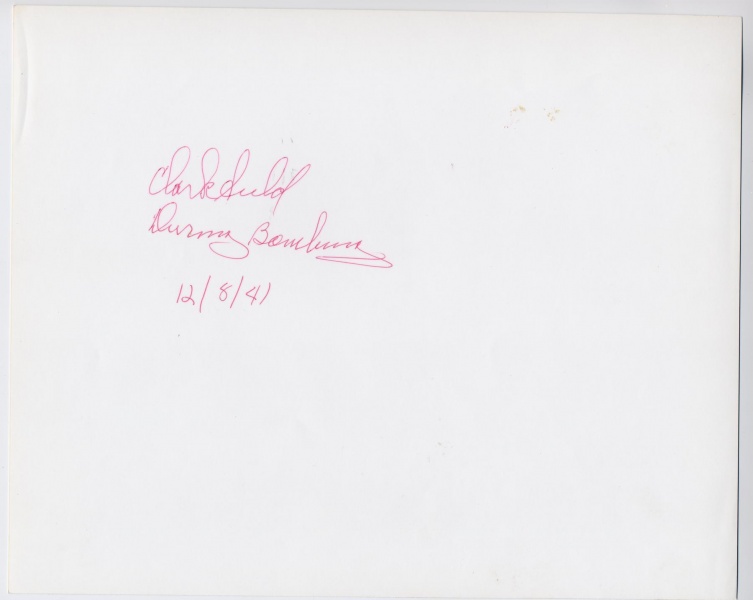 Clark Field
During Bombing
12/8/41